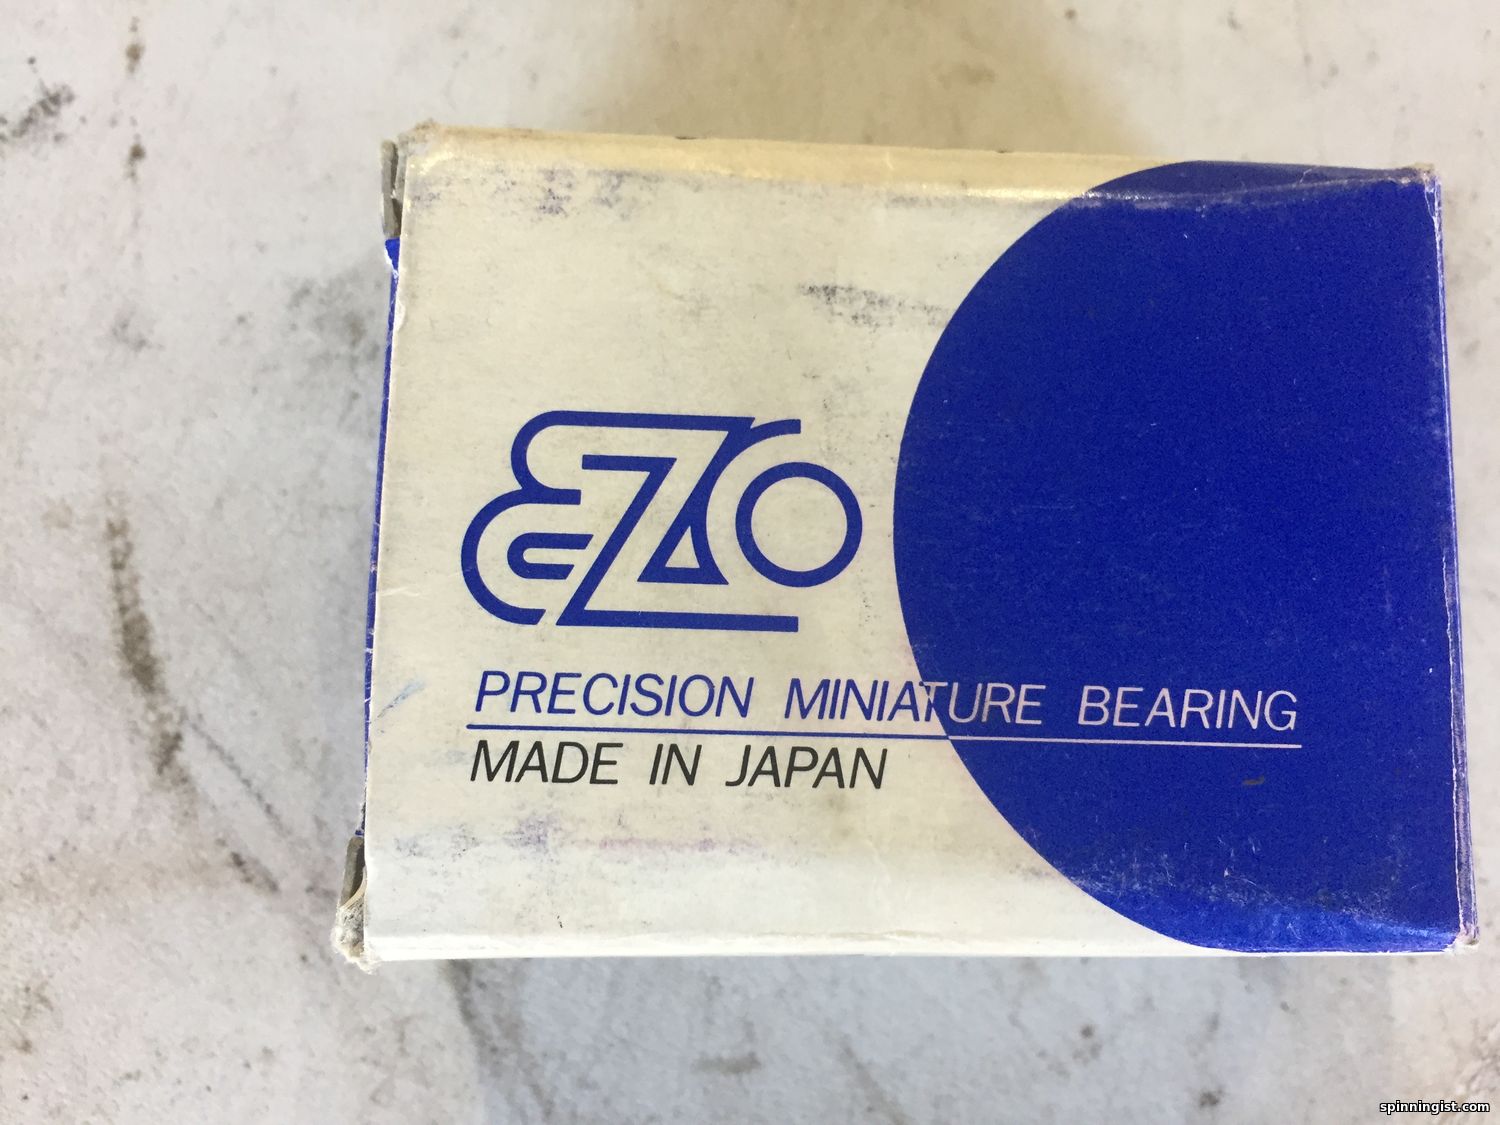 EZO
PRECISION MINIATURE BEARING
MADE IN JAPAN
spinningist.com